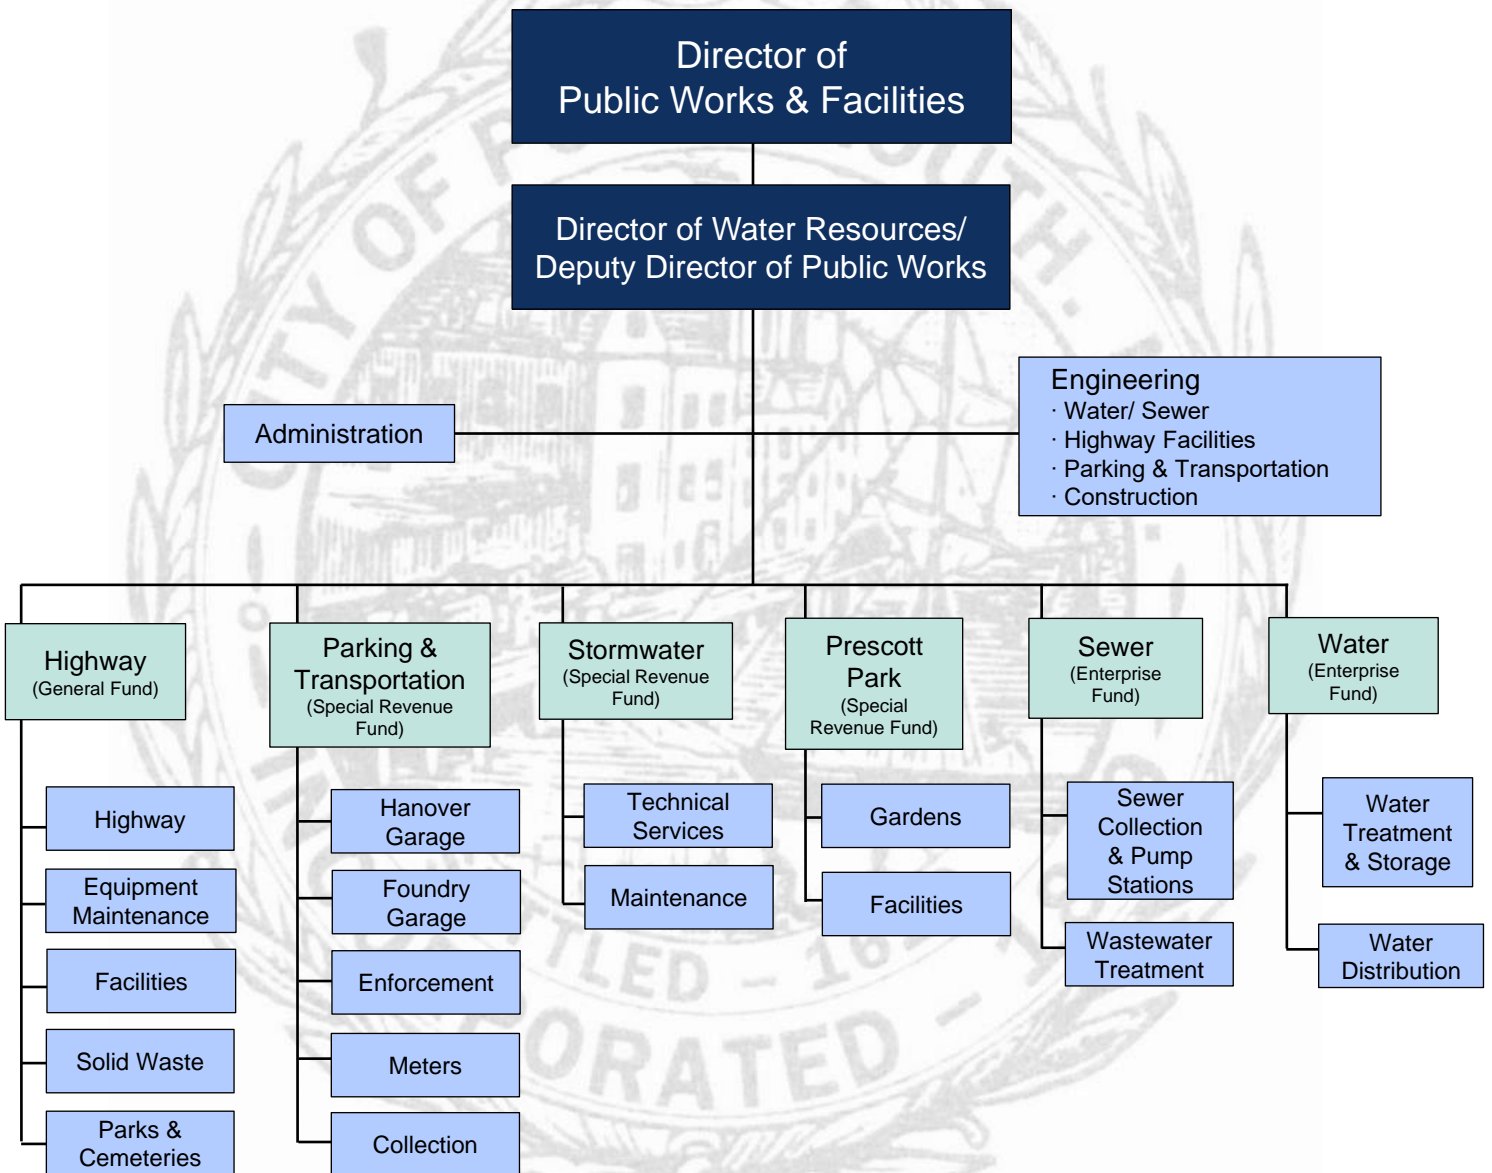 Director of
Public Works & Facilities
Director of Water Resources/
Deputy Director of Public Works
Administration
Engineering
· Water/ Sewer
· Highway Facilities
· Parking & Transportation
· Construction
Highway
(General Fund)
Parking &
Transportation
(Special Revenue
Fund)
Stormwater
(Special Revenue
Fund)
Prescott
Park
(Special
Revenue Fund)
Sewer
(Enterprise
Fund)
Water
(Enterprise
Fund)
Highway
Equipment
Maintenance
Facilities
Solid Waste
Parks &
Cemeteries
Hanover
Garage
Foundry
Garage
Enforcement
Meters
Collection
Technical
Services
Maintenance
Gardens
Facilities
Sewer
Collection
& Pump
Stations
Wastewater
Treatment
Water
Treatment
& Storage
Water
Distribution
CITY OF